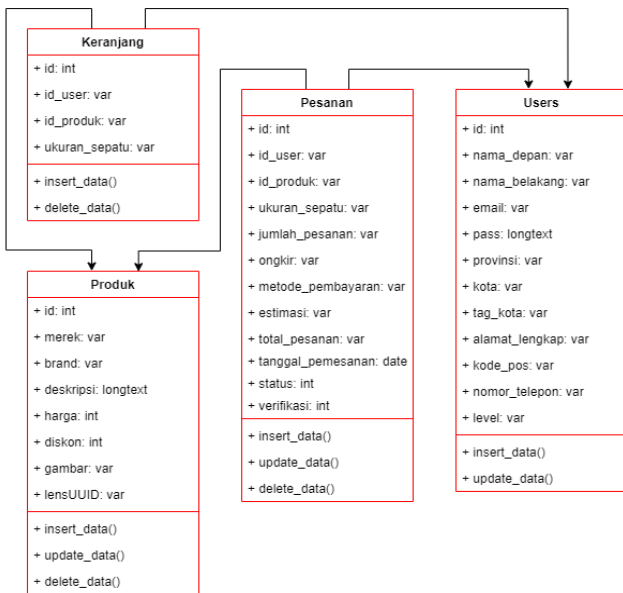 Keranjang
+ id: int
+ id_user: var
+ id_produk: var
+ ukuran_sepatu: var
+ insert_data()
+ delete_data()
Pesanan
+ id: int
+ id_user: var
+ id_produk: var
+ ukuran_sepatu: var
+ jumlah_pesanan: var
+ ongkir: var
+ metode_pembayaran: var
+ estimasi: var
+ total_pesanan: var
+ tanggal_pemesanan: date
+ status: int
+ verifikasi: int
+ insert_data()
+ update_data()
+ delete_data()
Users
+ id: int
+ nama_depan: var
+ nama_belakang: var
+ email: var
+ pass: longtext
+ provinsi: var
+ kota: var
+ tag_kota: var
+ alamat_lengkap: var
+ kode_pos: var
+ nomor_telepon: var
+ level: var
+ insert_data()
+ update_data()
Produk
+ id: int
+ merek: var
+ brand: var
+ deskripsi: longtext
+ harga: int
+ diskon: int
+ gambar: var
+ lensUUID: var
+ insert_data()
+ update_data()
+ delete_data()